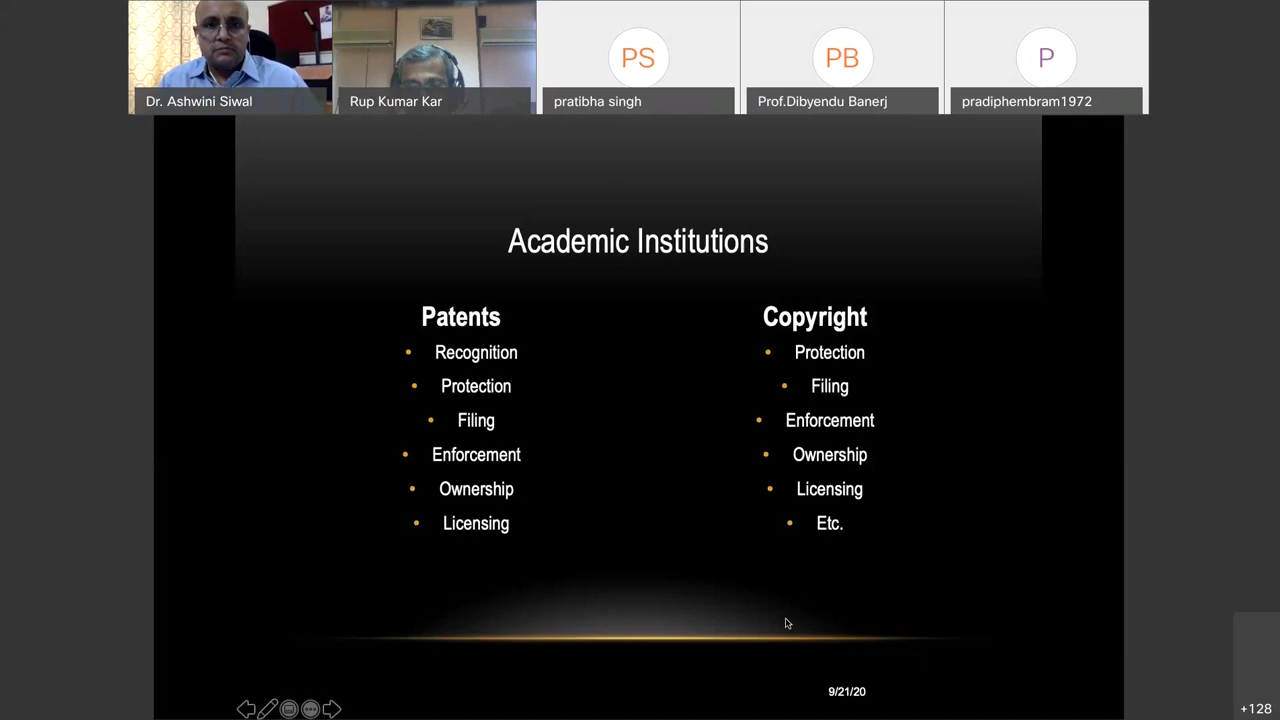 PS
PB
P
Dr. Ashwini Siwal
Rup Kumar Kar
pratibha singh
Prof.Dibyendu Banerj
pradiphembram1972
Academic Institutions
Patents
• Recognition
• Protection
• Filing
• Enforcement
• Ownership
• Licensing
Copyright
• Protection
• Filing
• Enforcement
• Ownership
• Licensing
• Etc.
9/21/20
+128